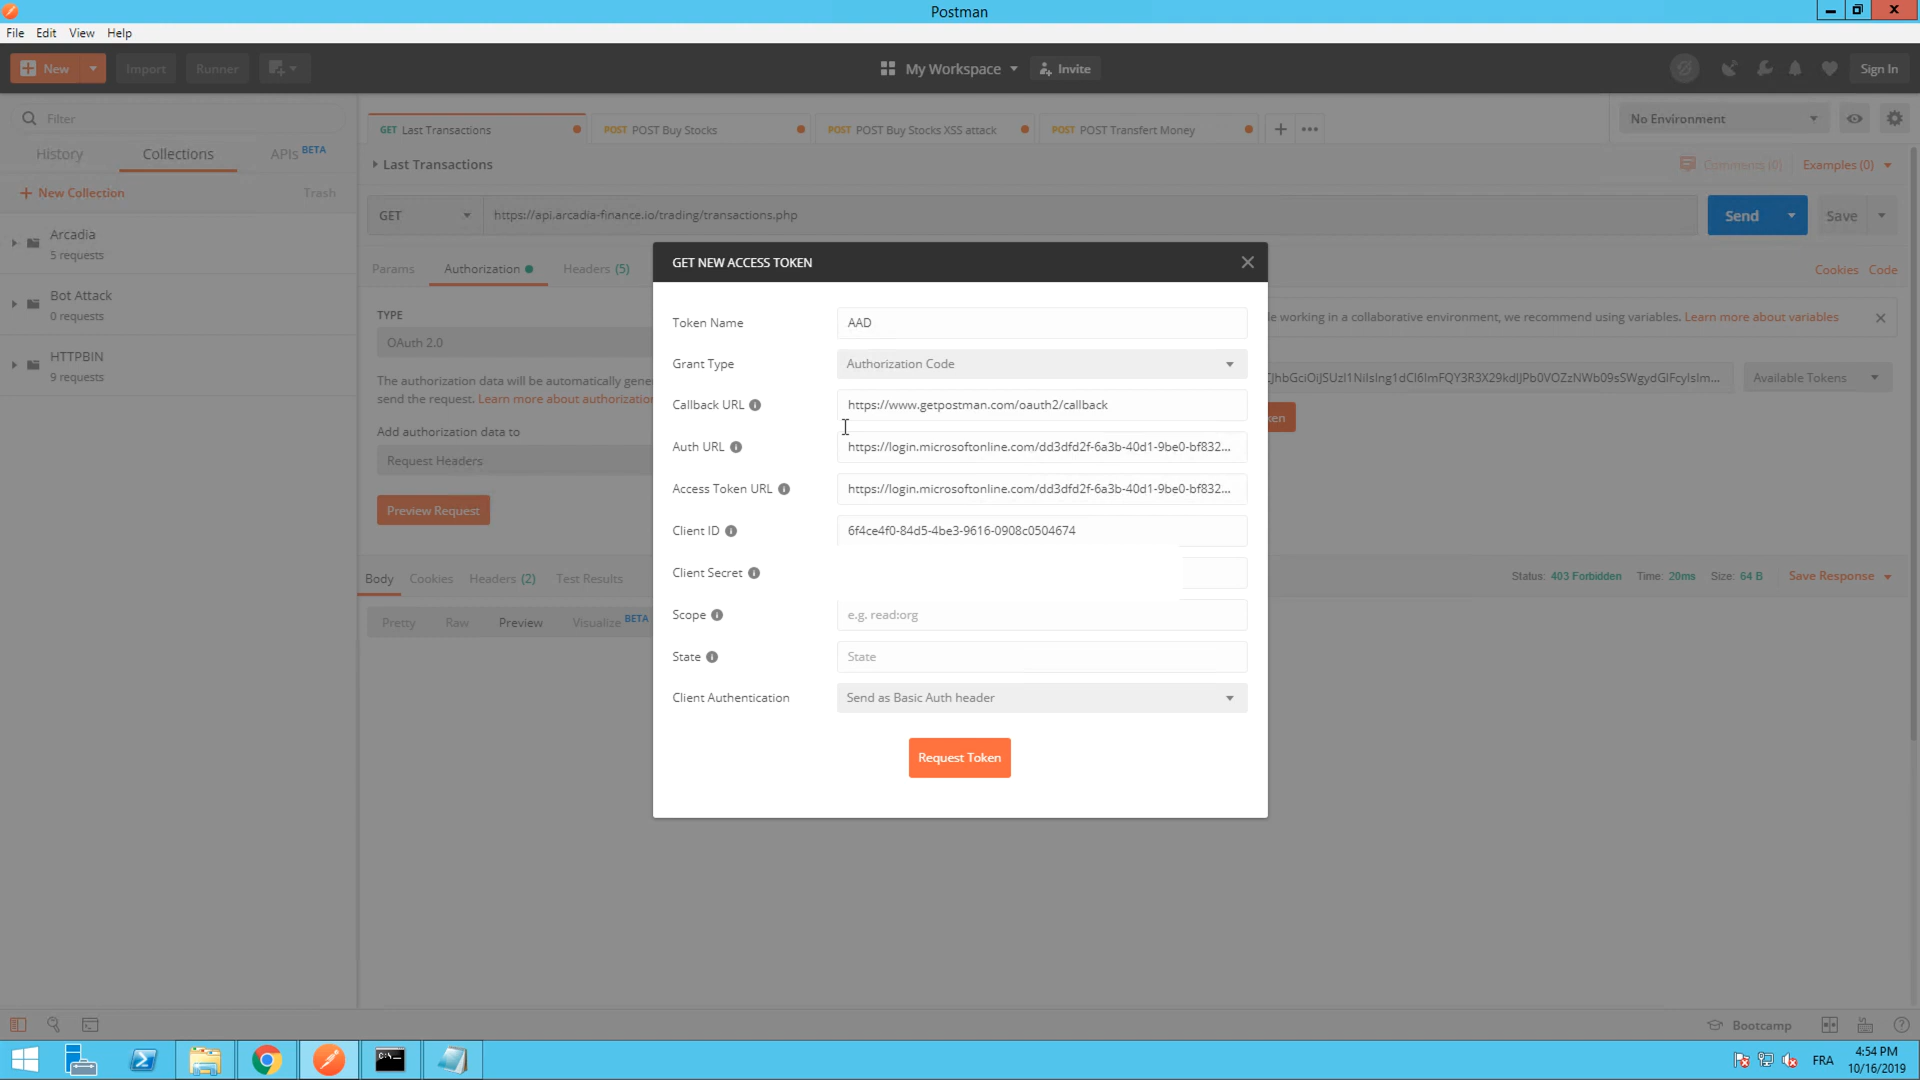 Postman
File Edit View Help
New Import Runner My Workspace Invite Sign In
Filter
History Collections APIs BETA
New Collection Trash
Arcadia
5 requests
Bot Attack
0 requests
HTTPBIN
9 requests
GET Last Transactions POST POST Buy Stocks POST POST Buy Stocks XSS attack POST POST Transfert Money
No Environment
Last Transactions
Comments (0) Examples (0)
GET https://api.arcadia-finance.io/trading/transactions.php Send Save
Params Authorization Headers (5) Cookies Code
TYPE
OAuth 2.0
The authorization data will be automatically gene
send the request. Learn more about authorization
Add authorization data to
Request Headers
Preview Request
e working in a collaborative environment, we recommend using variables. Learn more about variables
Available Tokens
ken
GET NEW ACCESS TOKEN
Token Name AAD
Grant Type Authorization Code
Callback URL https://www.getpostman.com/oauth2/callback
Auth URL https://login.microsoftonline.com/dd3dfd2f-6a3b-40d1-9be0-bf832...
Access Token URL https://login.microsoftonline.com/dd3dfd2f-6a3b-40d1-9be0-bf832...
Client ID 6f4ce4f0-84d5-4be3-9616-0908c0504674
Client Secret
Scope e.g. read:org
State State
Client Authentication Send as Basic Auth header
Request Token
Body Cookies Headers (2) Test Results Status: 403 Forbidden Time: 20ms Size: 64 B Save Response
Pretty Raw Preview Visualize BETA
Bootcamp
FRA 4:54 PM
10/16/2019